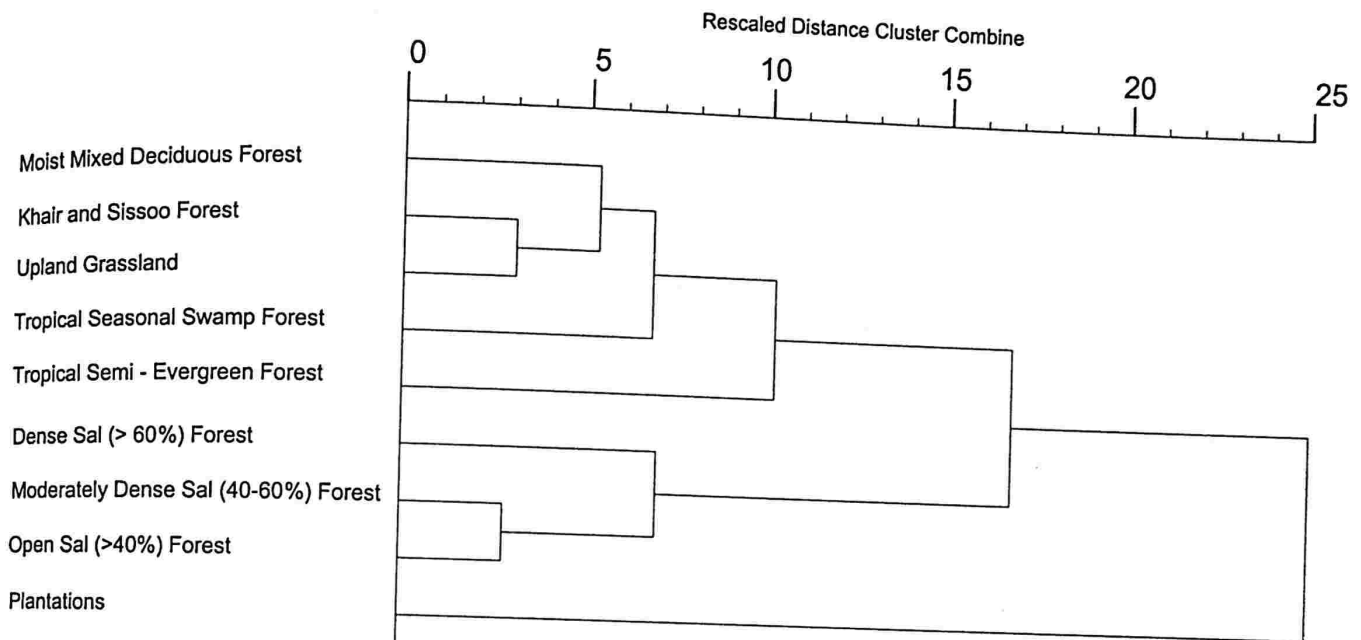 Rescaled Distance Cluster Combine
0 5 10 15 20 25
Moist Mixed Deciduous Forest
Khair and Sissoo Forest
Upland Grassland
Tropical Seasonal Swamp Forest
Tropical Semi - Evergreen Forest
Dense Sal (> 60%) Forest
Moderately Dense Sal (40-60%) Forest
Open Sal (>40%) Forest
Plantations